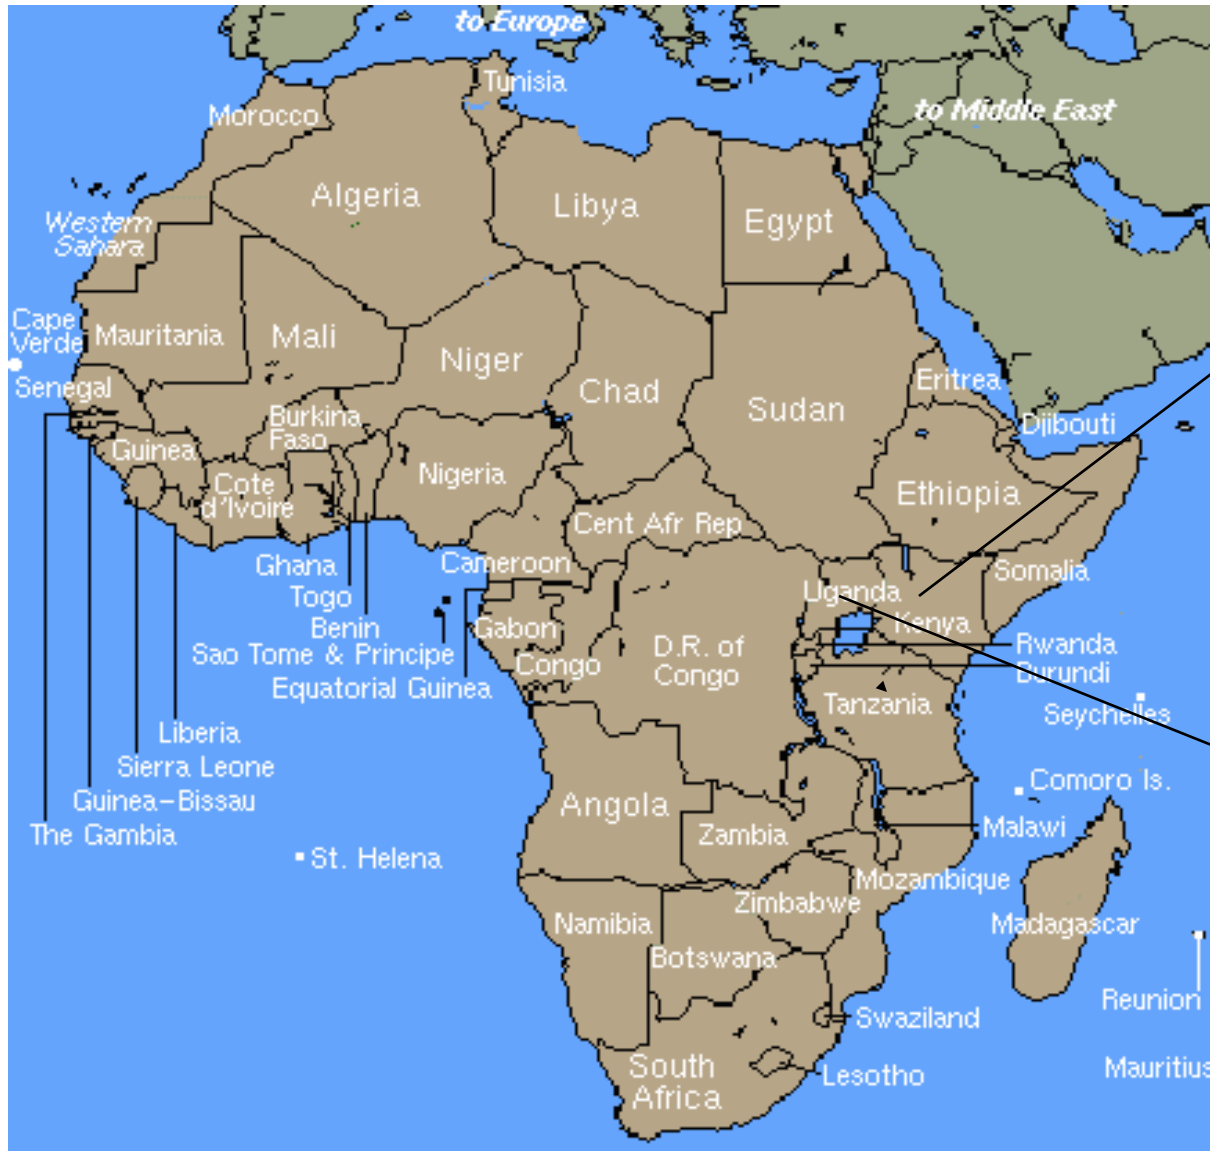 to Europe
Tunisia
to Middle East
Morocco
Algeria
Libya
Egypt
Western
Sahara
Cape
Verde
Mauritania
Mali
Niger
Chad
Sudan
Eritrea
Senegal
Burkina
Faso
Djibouti
Guinea
Nigeria
Cote
d'Ivoire
Ethiopia
Cent Afr Rep
Ghana
Cameroon
Somalia
Togo
Uganda
Benin
Gabon
Kenya
Sao Tome & Principe
Congo
D.R. of
Congo
Rwanda
Equatorial Guinea
Burundi
Tanzania
Seychelles
Liberia
Sierra Leone
Comoro Is.
Guinea-Bissau
Angola
The Gambia
Zambia
Malawi
St. Helena
Mozambique
Zimbabwe
Namibia
Madagascar
Botswana
Reunion
Swaziland
South
Africa
Lesotho
Mauritius